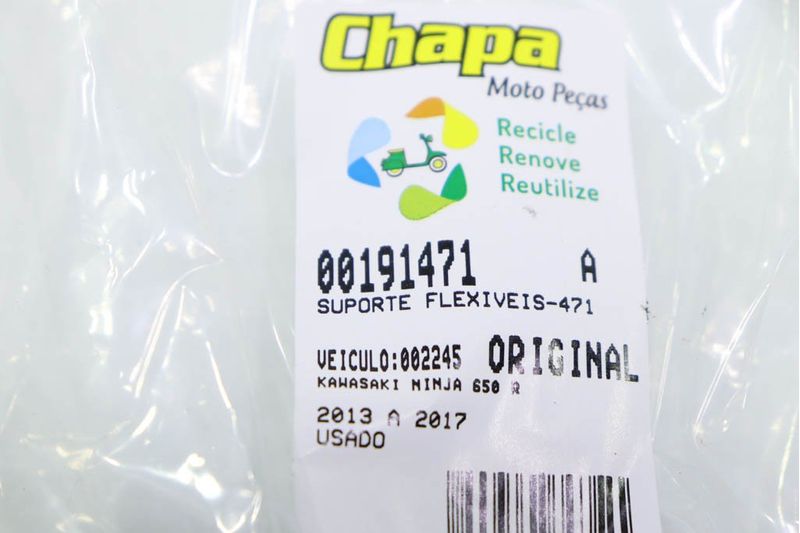 Chapa
Moto Peças
Recicle
Renove
Reutilize
00191471 A
SUPORTE FLEXIVEIS-471
VEICULO:002245 ORIGINAL
KAWASAKI NINJA 650 R
2013 A 2017
USADO